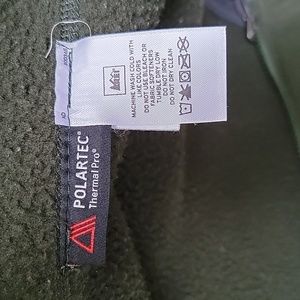 REI
MACHINE WASH COLD WITH
LIKE COLORS
DO NOT USE BLEACH OR
FABRIC SOFTENERS
TUMBLE DRY LOW
DO NOT IRON
DO NOT DRY CLEAN
POLARTEC®
Thermal Pro®